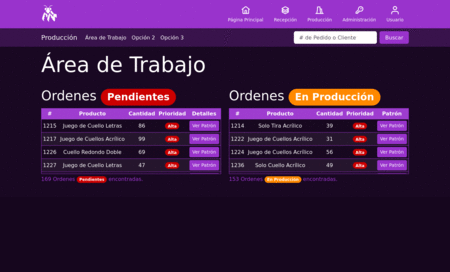 Página Principal
Recepción
Producción
Administración
Usuario
Producción Área de Trabajo Opción 2 Opción 3
# de Pedido o Cliente
Buscar
Área de Trabajo
Ordenes Pendientes
# Producto Cantidad Prioridad Detalles
1215 Juego de Cuello Letras 86 Alta Ver Patrón
1217 Juego de Cuellos Acrílico 99 Alta Ver Patrón
1226 Cuello Redondo Doble 69 Alta Ver Patrón
1227 Juego de Cuello Letras 47 Alta Ver Patrón
169 Ordenes Pendientes encontradas.
Ordenes En Producción
# Producto Cantidad Prioridad Patrón
1214 Solo Tira Acrílico 39 Alta Ver Patrón
1222 Juego de Cuellos Acrílico 31 Alta Ver Patrón
1224 Juego de Cuello Letras 56 Alta Ver Patrón
1236 Solo Cuello Acrílico 49 Alta Ver Patrón
153 Ordenes En Producción encontradas.